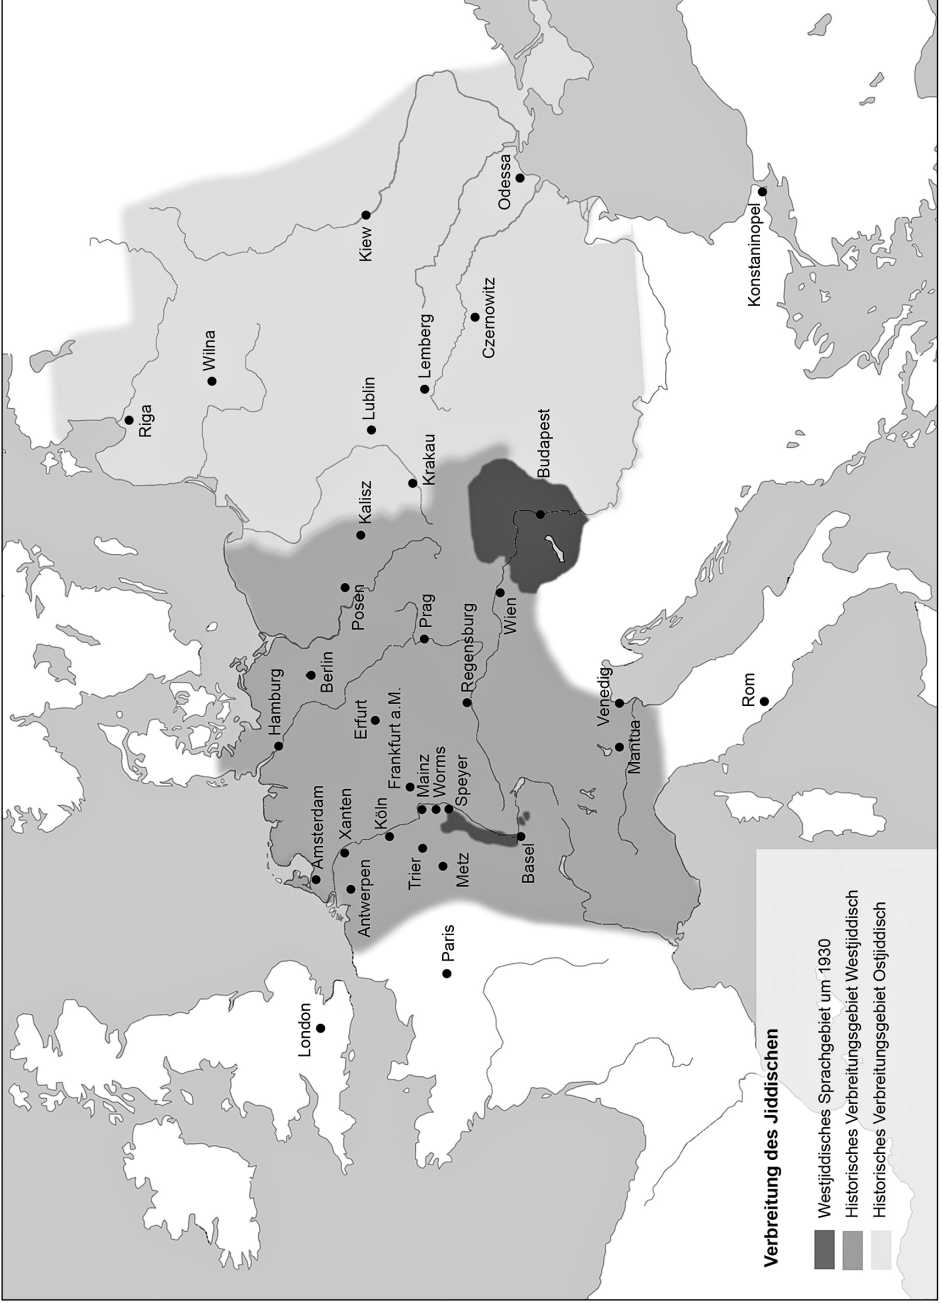 Riga
Wilna
Kiew
Odessa
Konstaninopel
Czernowitz
Lemberg
Lublin
Krakau
Kalisz
Budapest
Posen
Prag
Wien
Regensburg
Berlin
Hamburg
Erfurt
Frankfurt a.M.
Mainz
Worms
Speyer
Köln
Xanten
Amsterdam
Antwerpen
Trier
Metz
Basel
Venedig
Mantua
Rom
Paris
London
Verbreitung des Jiddischen
Westjiddisches Sprachgebiet um 1930
Historisches Verbreitungsgebiet Westjiddisch
Historisches Verbreitungsgebiet Ostjiddisch